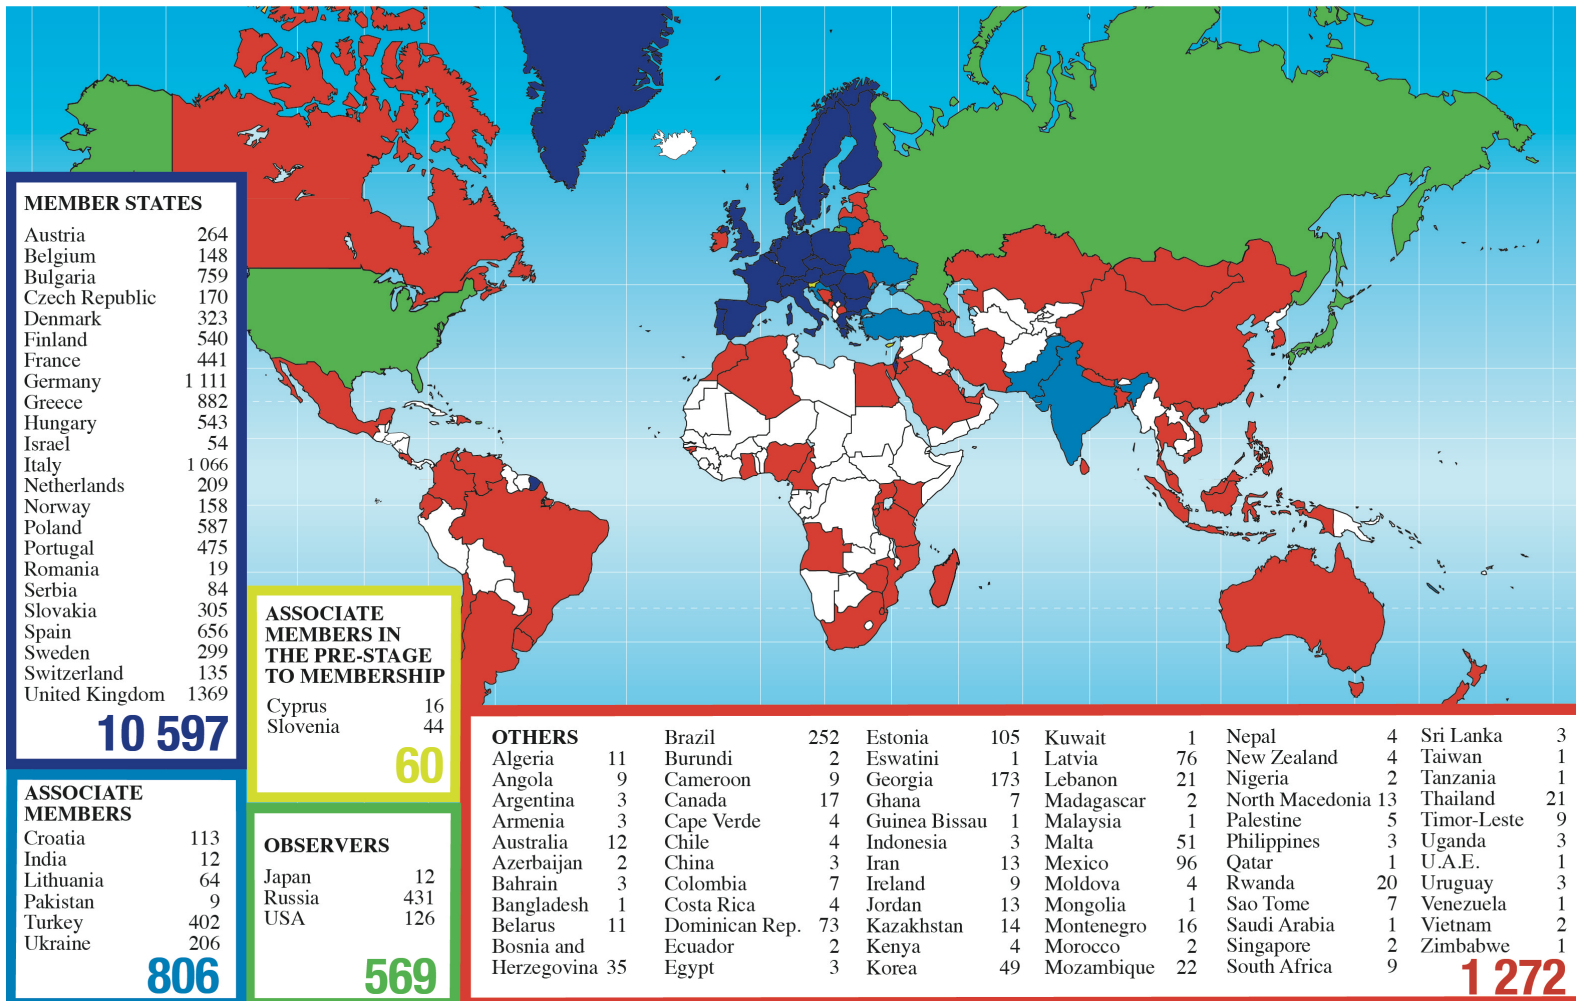 MEMBER STATES
Austria 264
Belgium 148
Bulgaria 759
Czech Republic 170
Denmark 323
Finland 540
France 441
Germany 1 111
Greece 882
Hungary 543
Israel 54
Italy 1 066
Netherlands 209
Norway 158
Poland 587
Portugal 475
Romania 19
Serbia 84
Slovakia 305
Spain 656
Sweden 299
Switzerland 135
United Kingdom 1369
10 597
ASSOCIATE
MEMBERS
Croatia 113
India 12
Lithuania 64
Pakistan 9
Turkey 402
Ukraine 206
806
ASSOCIATE
MEMBERS IN
THE PRE-STAGE
TO MEMBERSHIP
Cyprus 16
Slovenia 44
60
OBSERVERS
Japan 12
Russia 431
USA 126
569
OTHERS
Algeria 11
Angola 9
Argentina 3
Armenia 3
Australia 12
Azerbaijan 2
Bahrain 3
Bangladesh 1
Belarus 11
Bosnia and
Herzegovina 35
Brazil 252
Burundi 2
Cameroon 9
Canada 17
Cape Verde 4
Chile 4
China 3
Colombia 7
Costa Rica 4
Dominican Rep. 73
Ecuador 2
Egypt 3
Estonia 105
Eswatini 1
Georgia 173
Ghana 7
Guinea Bissau 1
Indonesia 3
Iran 13
Ireland 9
Jordan 13
Kazakhstan 14
Kenya 4
Korea 49
Kuwait 1
Latvia 76
Lebanon 21
Madagascar 2
Malaysia 1
Malta 51
Mexico 96
Moldova 4
Mongolia 1
Montenegro 16
Morocco 2
Mozambique 22
Nepal 4
New Zealand 4
Nigeria 2
North Macedonia 13
Palestine 5
Philippines 3
Qatar 1
Rwanda 20
Sao Tome 7
Saudi Arabia 1
Singapore 2
South Africa 9
Sri Lanka 3
Taiwan 1
Tanzania 1
Thailand 21
Timor-Leste 9
Uganda 3
U.A.E. 1
Uruguay 3
Venezuela 1
Vietnam 2
Zimbabwe 1
1 272